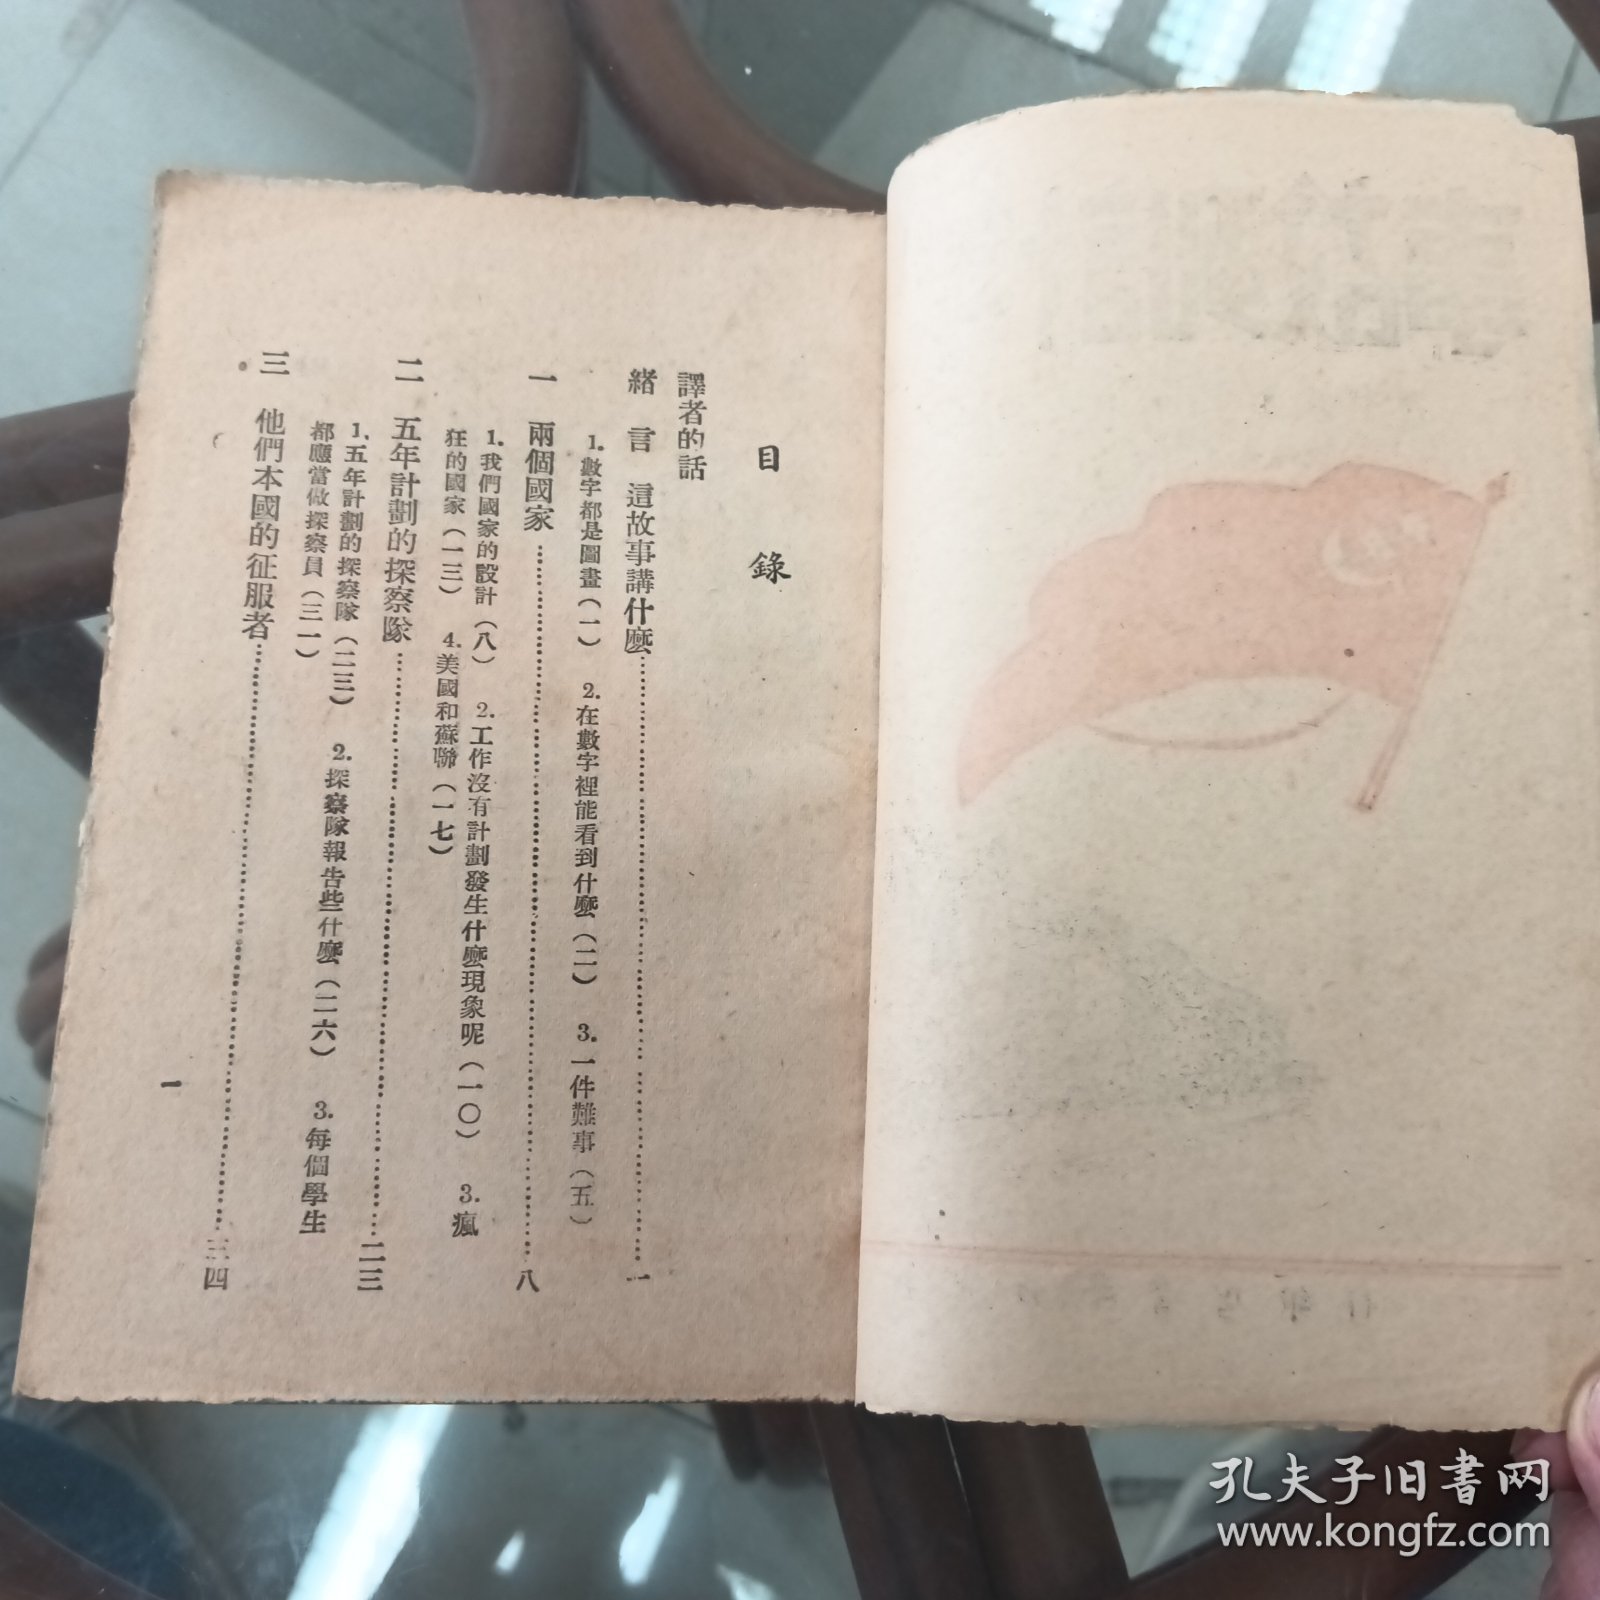 目錄
譯者的話
緒言 這故事講什麼……一
1.數字都是圖畫(一) 2.在數字裡能看到什麼(二) 3.一件難事(五)
一 兩個國家……八
1.我們國家的設計(八) 2.工作沒有計劃發生什麼現象呢(一〇) 3.瘋
狂的國家(一三) 4.美國和蘇聯(一七)
二 五年計劃的探察隊……二三
1.五年計劃的探察隊(二三) 2.探察隊報告些什麼(二六) 3.每個學生
都應當做探察員(三一)
三 他們本國的征服者……三四
一
孔夫子旧書网
www.kongfz.com